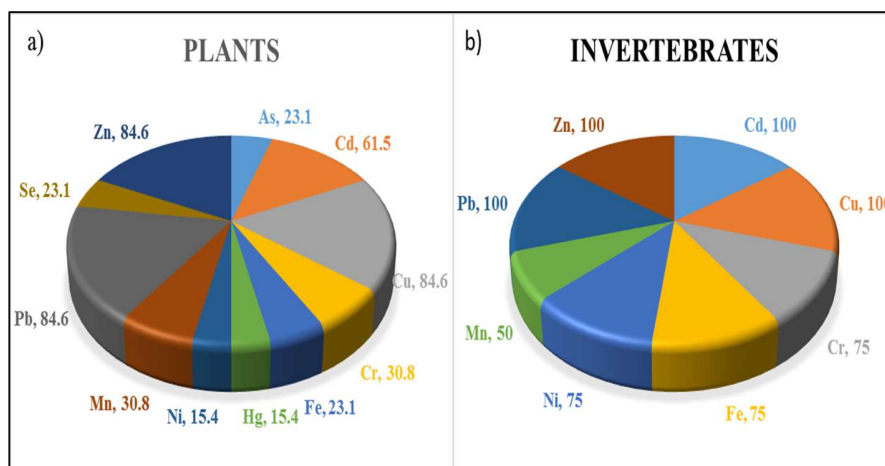 a)
PLANTS
As, 23.1
Cd, 61.5
Cu, 84.6
Cr, 30.8
Fe, 23.1
Hg, 15.4
Ni, 15.4
Mn, 30.8
Pb, 84.6
Se, 23.1
Zn, 84.6
b)
INVERTEBRATES
Cd, 100
Cu, 100
Cr, 75
Fe, 75
Ni, 75
Mn, 50
Pb, 100
Zn, 100